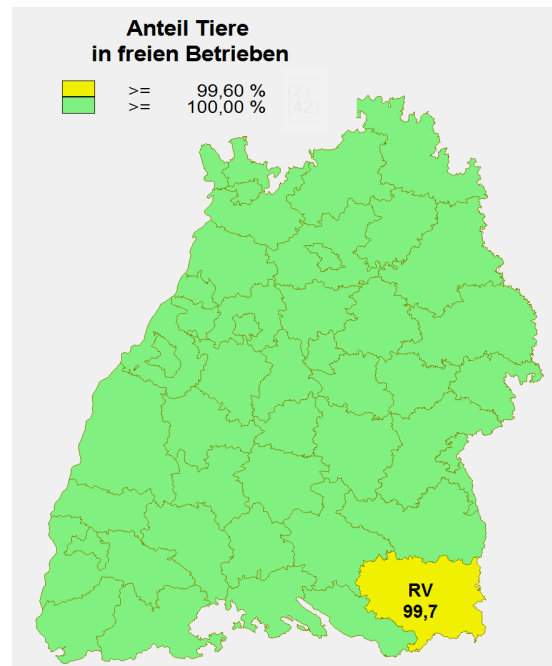 Anteil Tiere
in freien Betrieben
>= 99,60 % (2)
>= 100,00 % (42)
RV
99,7